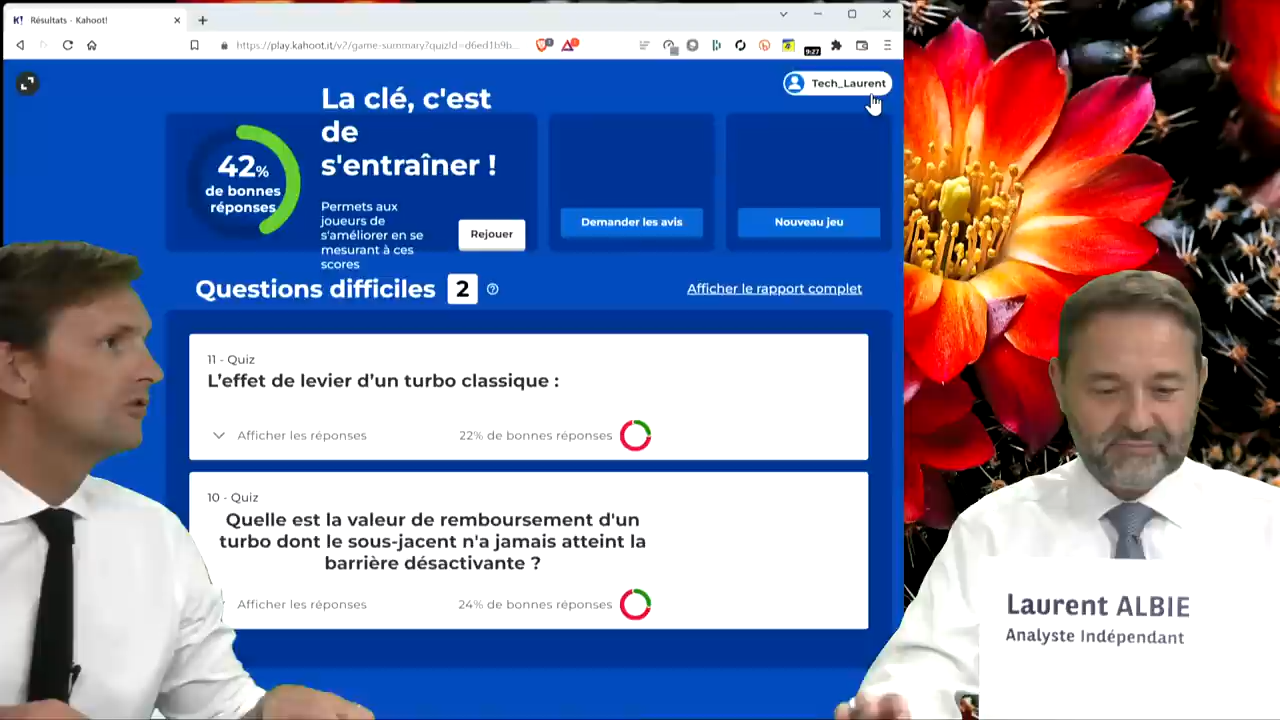 K! Résultats - Kahoot!
https://play.kahoot.it/v2/game-summary?quizId=d6ed1b9b...
9:27
Tech_Laurent
42%
de bonnes
réponses
La clé, c'est
de
s'entraîner !
Permets aux
joueurs de
s'améliorer en se
mesurant à ces
scores
Rejouer
Demander les avis
Nouveau jeu
Questions difficiles 2
Afficher le rapport complet
11 - Quiz
L'effet de levier d'un turbo classique :
Afficher les réponses
22% de bonnes réponses
10 - Quiz
Quelle est la valeur de remboursement d'un
turbo dont le sous-jacent n'a jamais atteint la
barrière désactivante ?
Afficher les réponses
24% de bonnes réponses
Laurent ALBIE
Analyste Indépendant